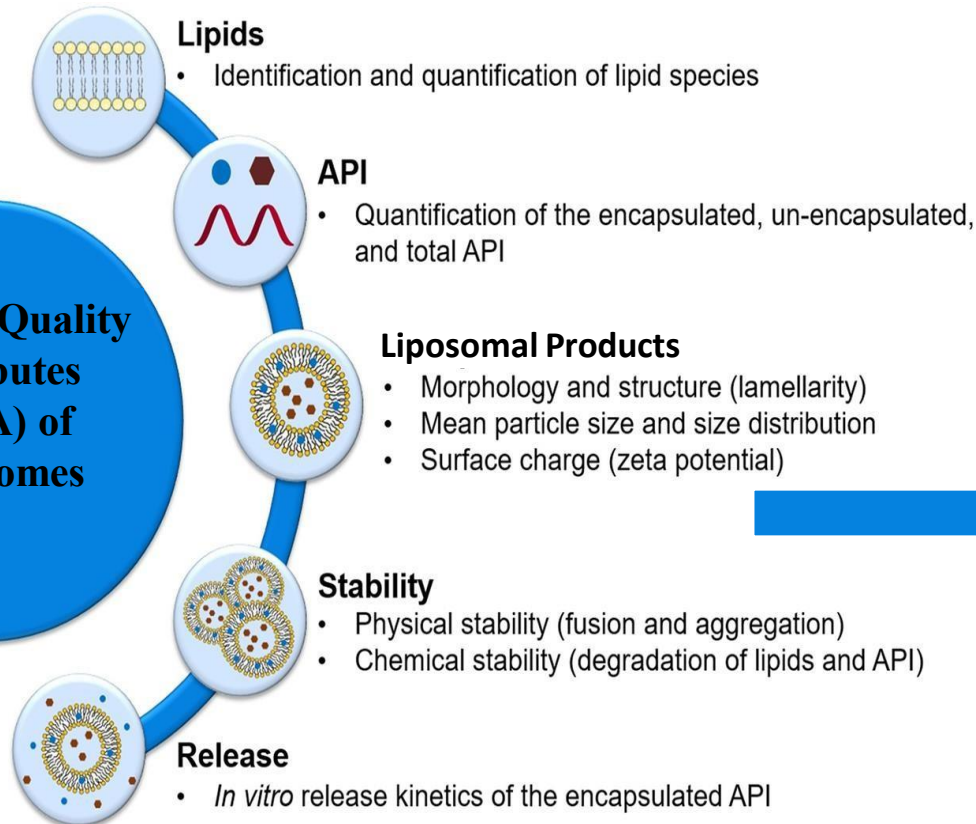 Lipids
• Identification and quantification of lipid species
API
• Quantification of the encapsulated, un-encapsulated,
and total API
Quality
of
Liposomal Products
• Morphology and structure (lamellarity)
• Mean particle size and size distribution
• Surface charge (zeta potential)
Stability
• Physical stability (fusion and aggregation)
• Chemical stability (degradation of lipids and API)
Release
• In vitro release kinetics of the encapsulated API